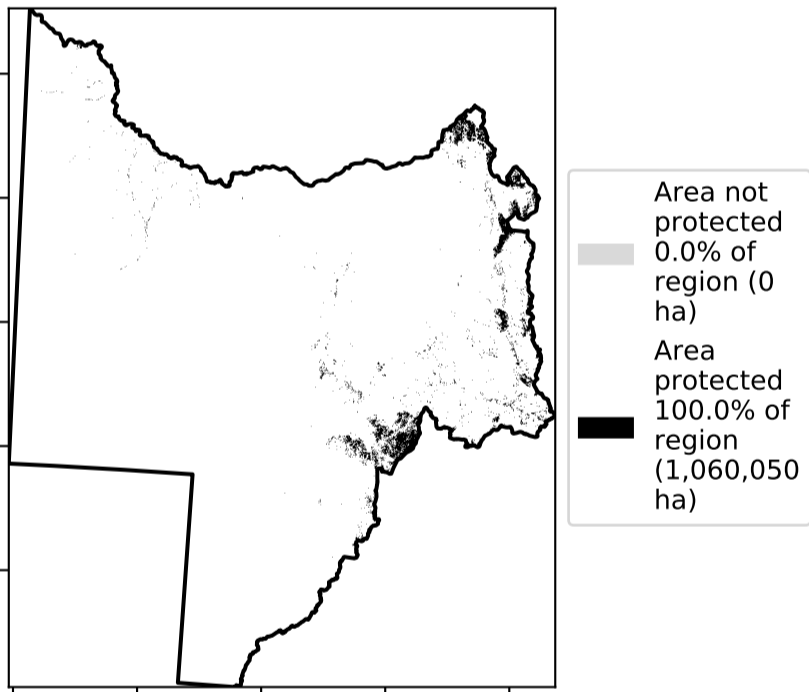 Area not
protected
0.0% of
region (0
ha)
Area
protected
100.0% of
region
(1,060,050
ha)